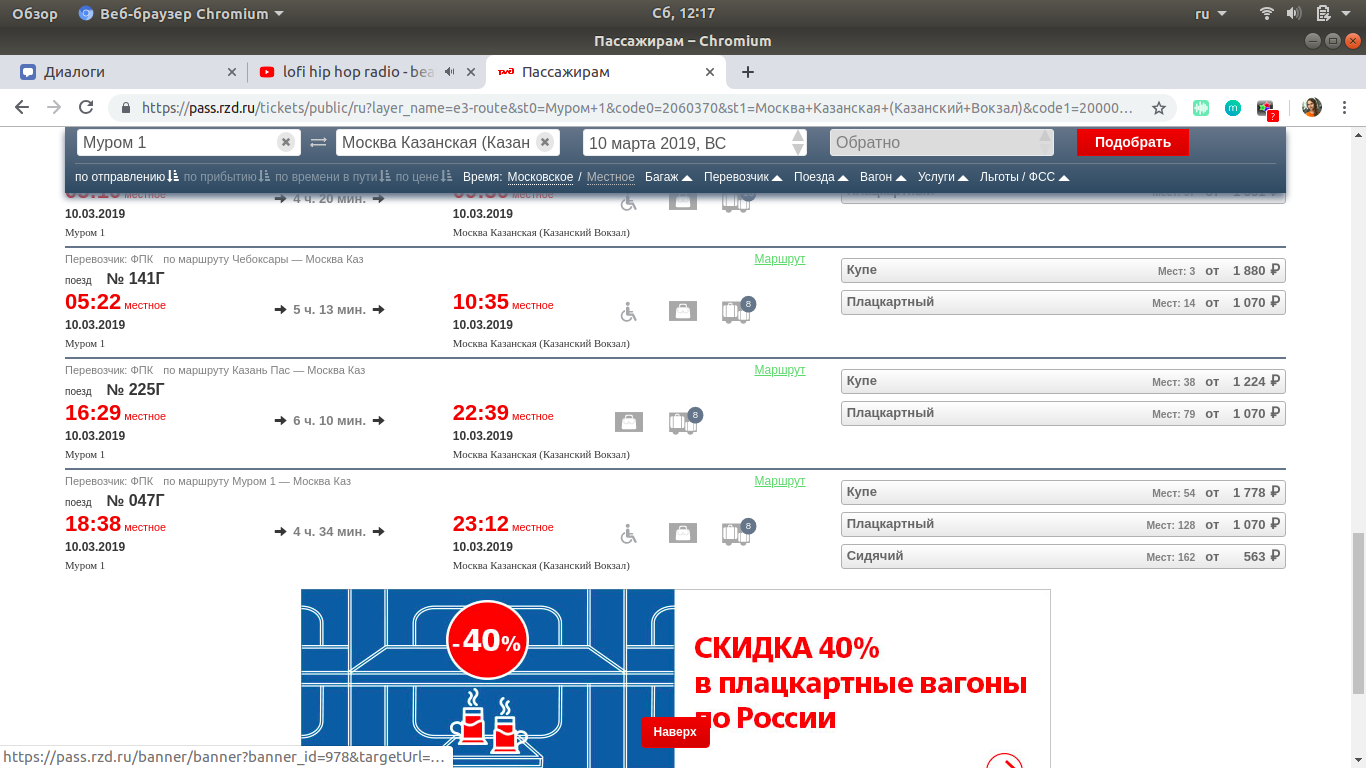 Обзор Веб-браузер Chromium Сб, 12:17 ru
Пассажирам – Chromium
Диалоги lofi hip hop radio - bea Пассажирам
https://pass.rzd.ru/tickets/public/ru?layer_name=e3-route&st0=Муром+1&code0=2060370&st1=Москва+Казанская+(Казанский+Вокзал)&code1=20000…
Муром 1 Москва Казанская (Казан 10 марта 2019, ВС Обратно Подобрать
по отправлению по прибытию по времени в пути по цене Время: Московское / Местное Багаж Перевозчик Поезда Вагон Услуги Льготы / ФСС
местное 4 ч. 20 мин. местное
10.03.2019 10.03.2019
Муром 1 Москва Казанская (Казанский Вокзал)
Перевозчик: ФПК по маршруту Чебоксары — Москва Каз Маршрут
поезд № 141Г
Купе Мест: 3 от 1 880 ₽
05:22 местное 5 ч. 13 мин. 10:35 местное 8
Плацкартный Мест: 14 от 1 070 ₽
10.03.2019 10.03.2019
Муром 1 Москва Казанская (Казанский Вокзал)
Перевозчик: ФПК по маршруту Казань Пас — Москва Каз Маршрут
поезд № 225Г
Купе Мест: 38 от 1 224 ₽
16:29 местное 6 ч. 10 мин. 22:39 местное 8
Плацкартный Мест: 79 от 1 070 ₽
10.03.2019 10.03.2019
Муром 1 Москва Казанская (Казанский Вокзал)
Перевозчик: ФПК по маршруту Муром 1 — Москва Каз Маршрут
поезд № 047Г
Купе Мест: 54 от 1 778 ₽
18:38 местное 4 ч. 34 мин. 23:12 местное 8
Плацкартный Мест: 128 от 1 070 ₽
10.03.2019 10.03.2019
Сидячий Мест: 162 от 563 ₽
Муром 1 Москва Казанская (Казанский Вокзал)
-40%
СКИДКА 40%
в плацкартные вагоны
по России
Наверх
https://pass.rzd.ru/banner/banner?banner_id=978&targetUrl=…